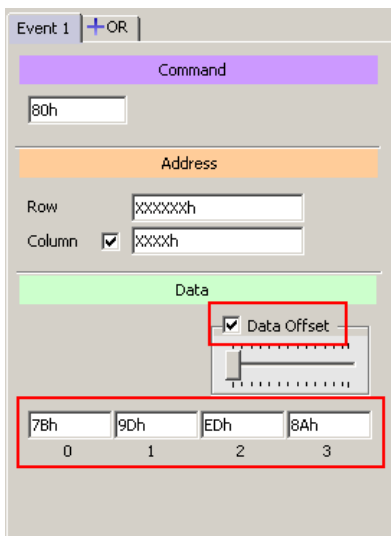 Event 1 +OR
Command
80h
Address
Row XXXXXXh
Column XXXXh
Data
Data Offset
7Bh 9Dh EDh 8Ah
0 1 2 3